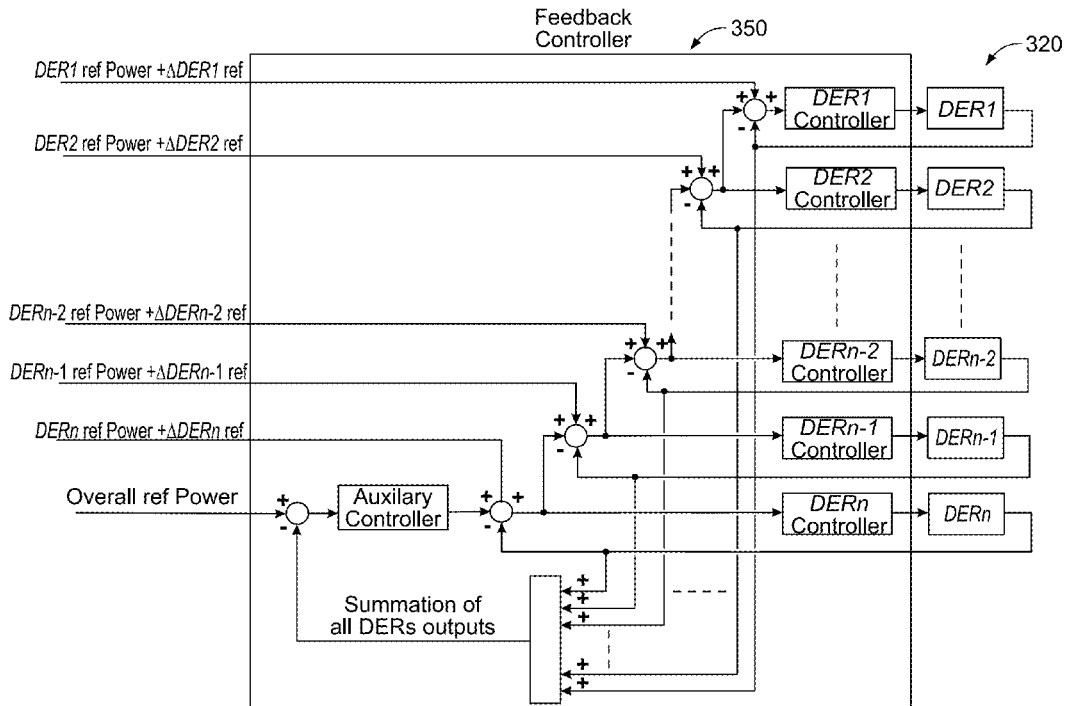 Feedback
Controller
350
320
DER1 ref Power +ΔDER1 ref
DER1
Controller
DER1
DER2 ref Power +ΔDER2 ref
DER2
Controller
DER2
DERn-2 ref Power +ΔDERn-2 ref
DERn-2
Controller
DERn-2
DERn-1 ref Power +ΔDERn-1 ref
DERn-1
Controller
DERn-1
DERn ref Power +ΔDERn ref
Overall ref Power
Auxilary
Controller
DERn
Controller
DERn
Summation of
all DERs outputs